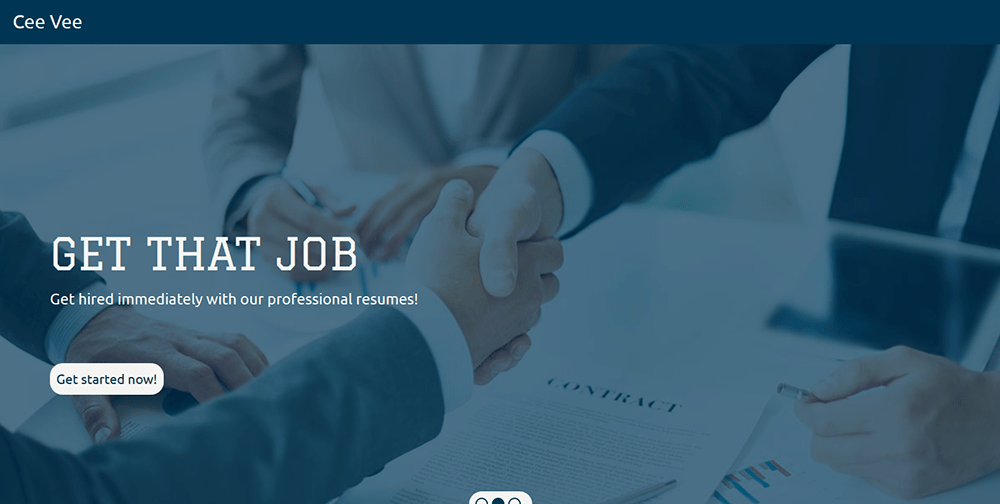 Cee Vee
GET THAT JOB
Get hired immediately with our professional resumes!
Get started now!
CONTRACT